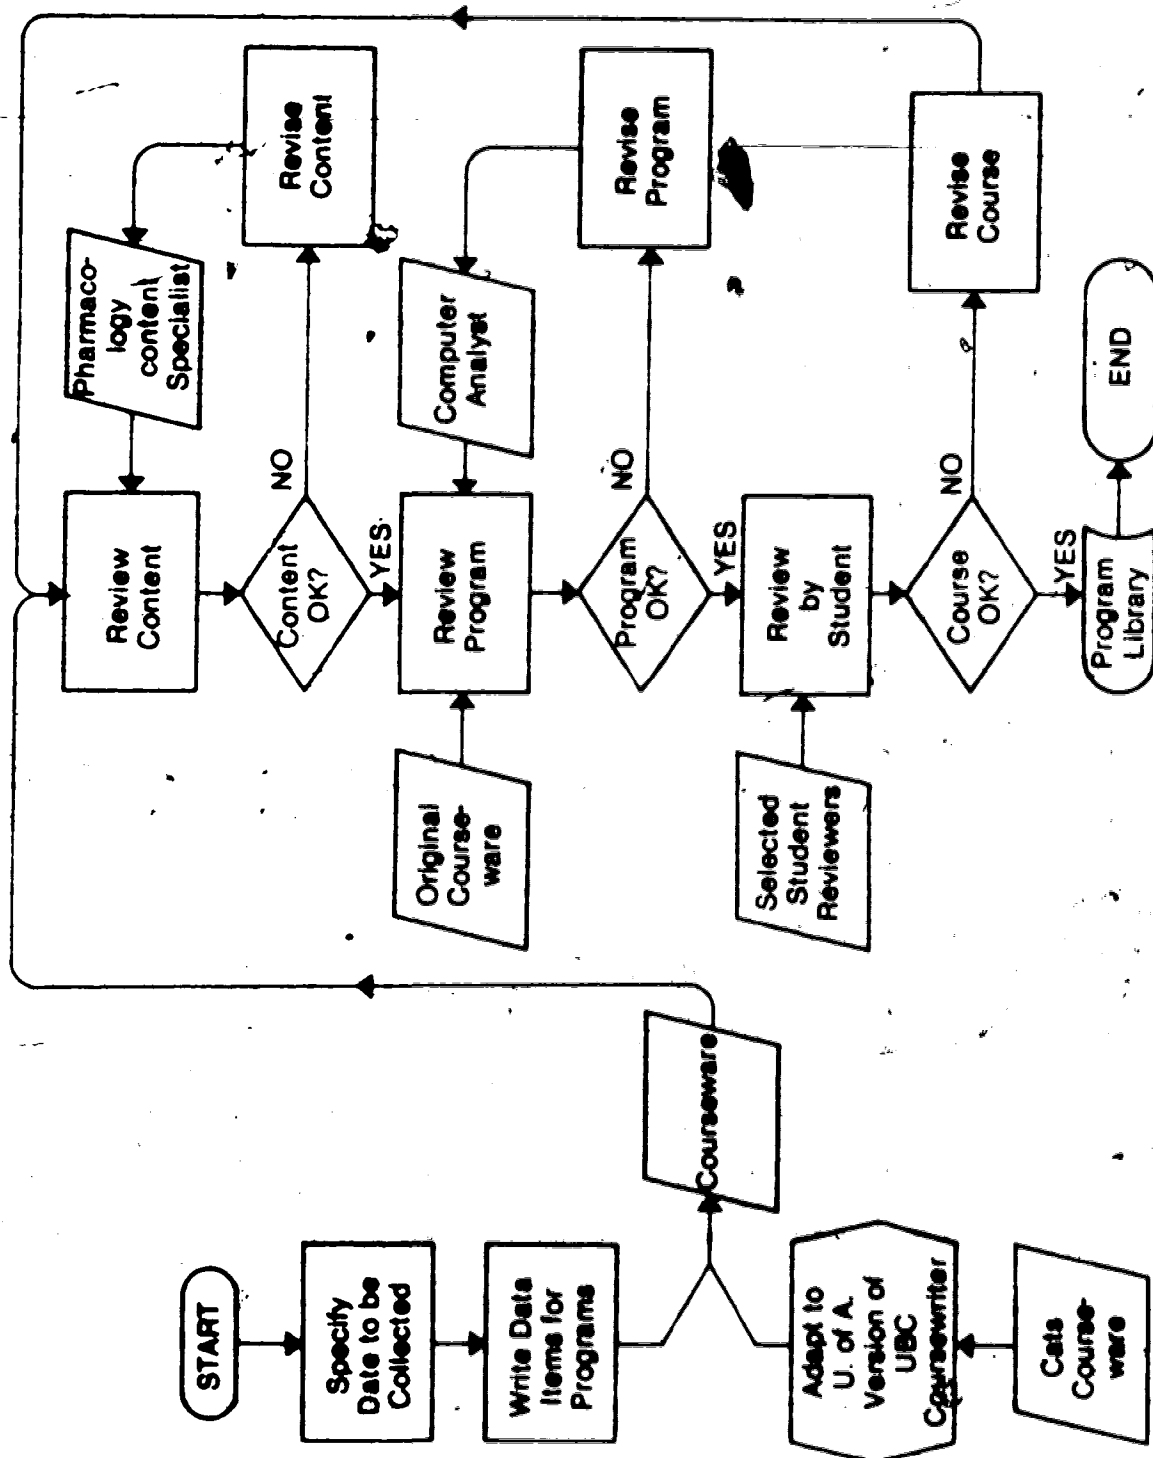 START
Specify
Date to be
Collected
Write Data
Items for
Programs
Adapt to
U. of A.
Version of
UBC
Coursewriter
Cats
Course-
ware
Courseware
Review
Content
Pharmaco-
logy
content
Specialist
Revise
Content
Content
OK?
NO
YES
Original
Course-
ware
Review
Program
Computer
Analyst
Revise
Program
Program
OK?
NO
YES
Selected
Student
Reviewers
Review
by
Student
Course
OK?
NO
Revise
Course
YES
Program
Library
END